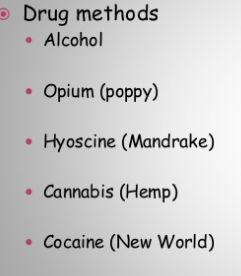 Drug methods
Alcohol
Opium (poppy)
Hyoscine (Mandrake)
Cannabis (Hemp)
Cocaine (New World)